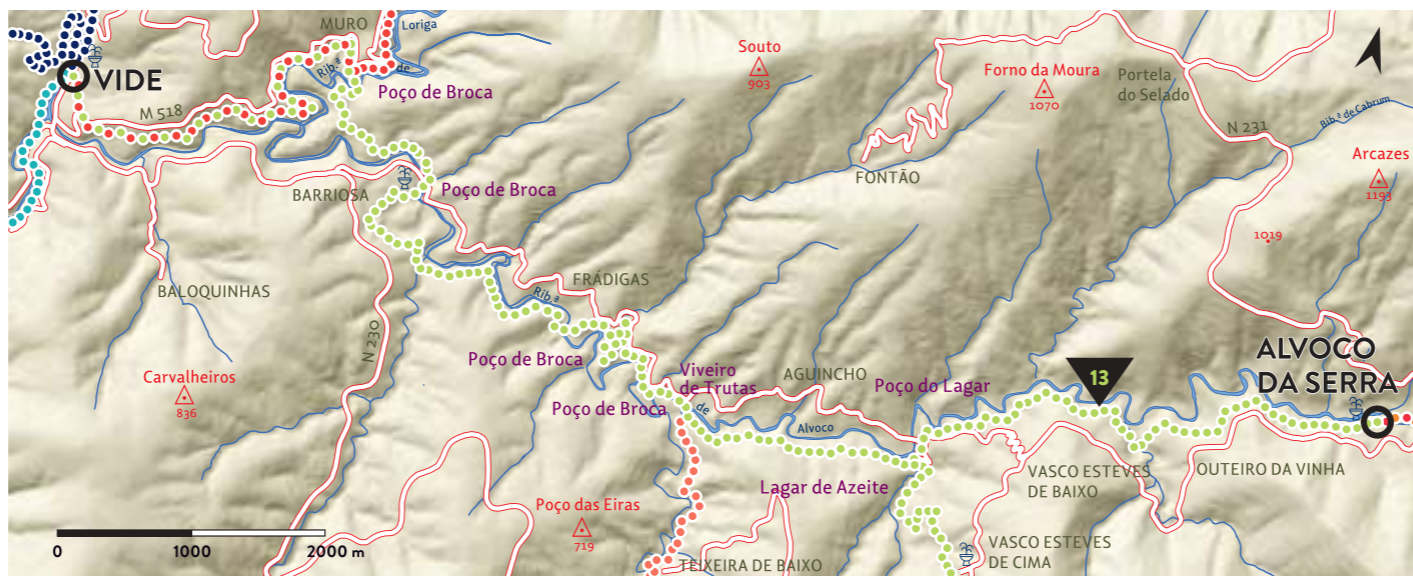 MURO
Loriga
Rib.ª
de
VIDE
Poço de Broca
M 518
Souto
903
Forno da Moura
1070
Portela
do Selado
N 231
Rib.ª de Cabrum
Arcazes
1193
BARRIOSA
Poço de Broca
FONTÃO
1019
BALOQUINHAS
N 230
FRÁDIGAS
Rib.ª
Carvalheiros
836
Poço de Broca
Viveiro
de Trutas
AGUINCHO
Poço do Lagar
13
ALVOCO
DA SERRA
Poço de Broca
de
Alvoco
Lagar de Azeite
VASCO ESTEVES
DE BAIXO
OUTEIRO DA VINHA
Poço das Eiras
719
0 1000 2000 m
TEIXEIRA DE BAIXO
VASCO ESTEVES
DE CIMA